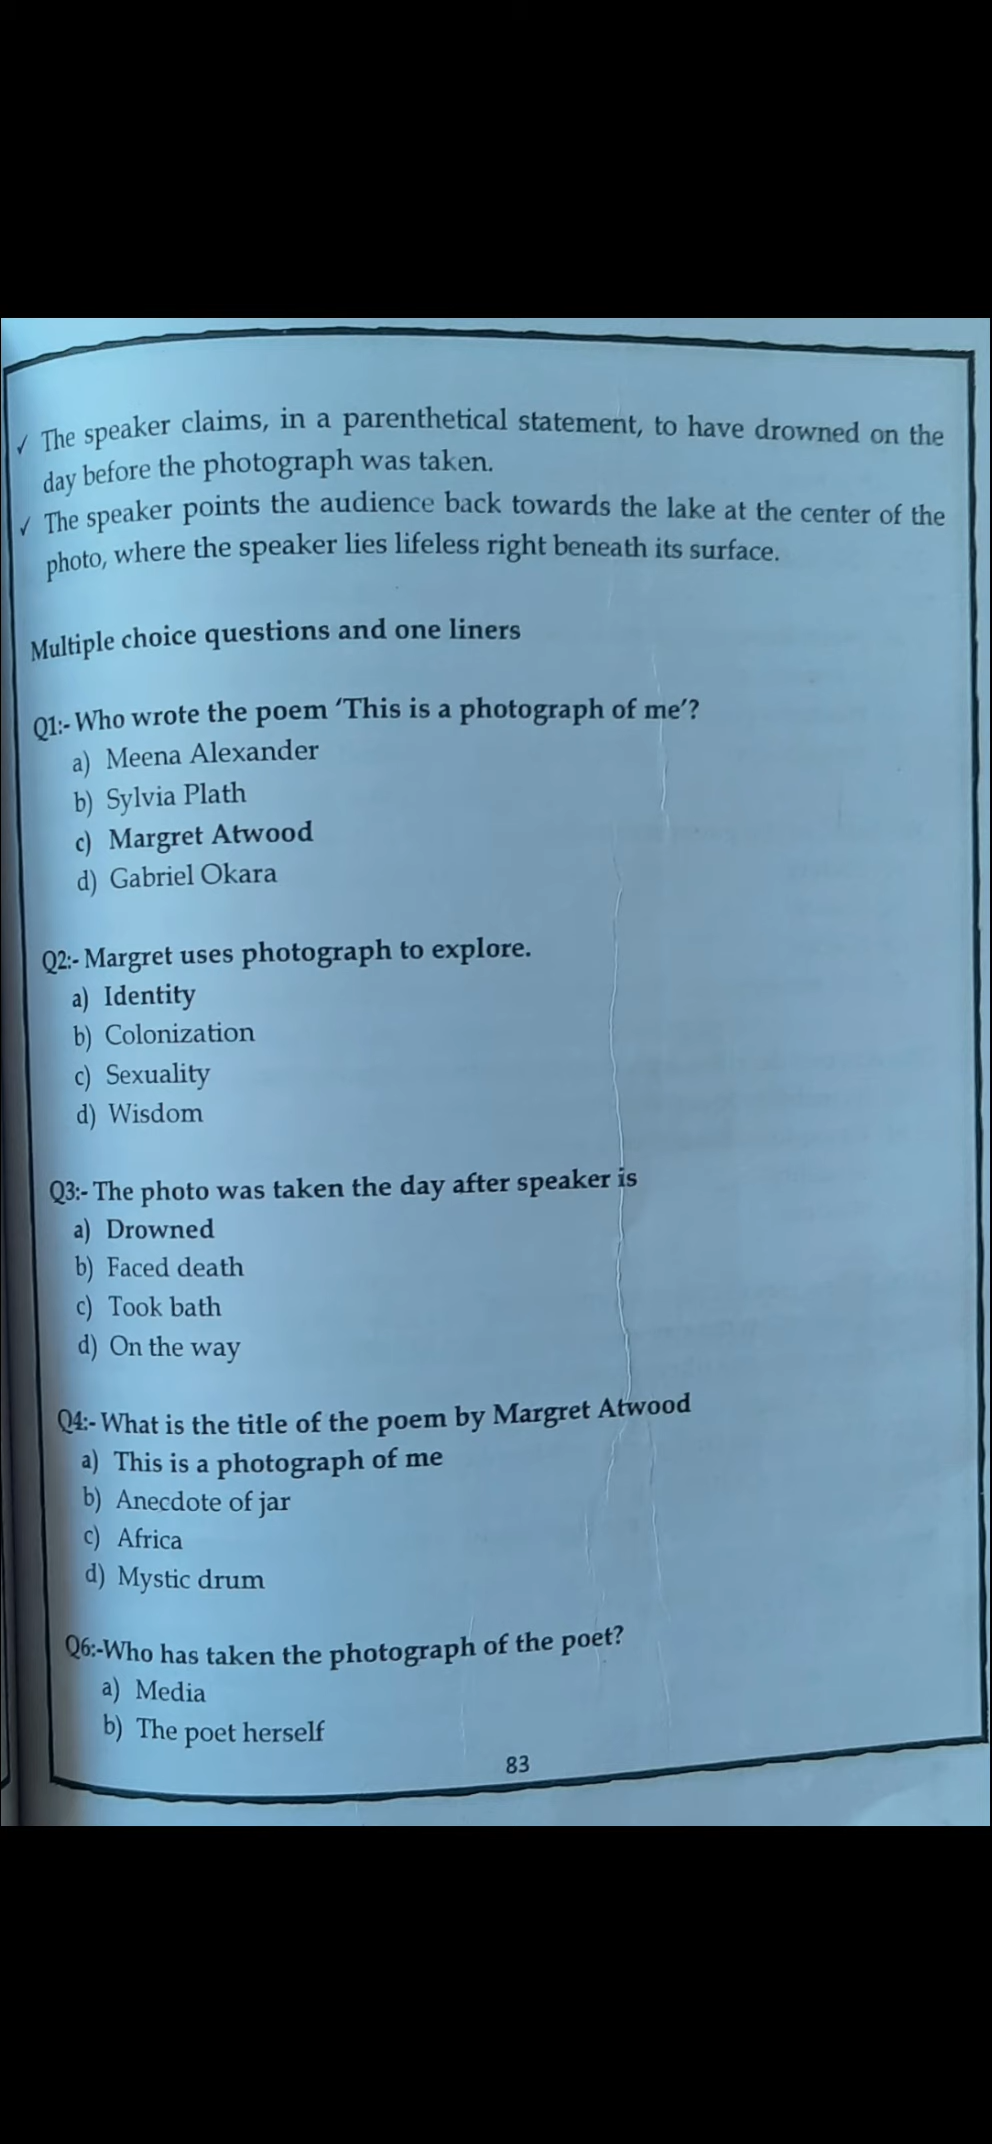 ✓ The speaker claims, in a parenthetical statement, to have drowned on the
day before the photograph was taken.
✓ The speaker points the audience back towards the lake at the center of the
photo, where the speaker lies lifeless right beneath its surface.
Multiple choice questions and one liners
Q1:- Who wrote the poem ‘This is a photograph of me’?
a) Meena Alexander
b) Sylvia Plath
c) Margret Atwood
d) Gabriel Okara
Q2:- Margret uses photograph to explore.
a) Identity
b) Colonization
c) Sexuality
d) Wisdom
Q3:- The photo was taken the day after speaker is
a) Drowned
b) Faced death
c) Took bath
d) On the way
Q4:- What is the title of the poem by Margret Atwood
a) This is a photograph of me
b) Anecdote of jar
c) Africa
d) Mystic drum
Q6:-Who has taken the photograph of the poet?
a) Media
b) The poet herself
83